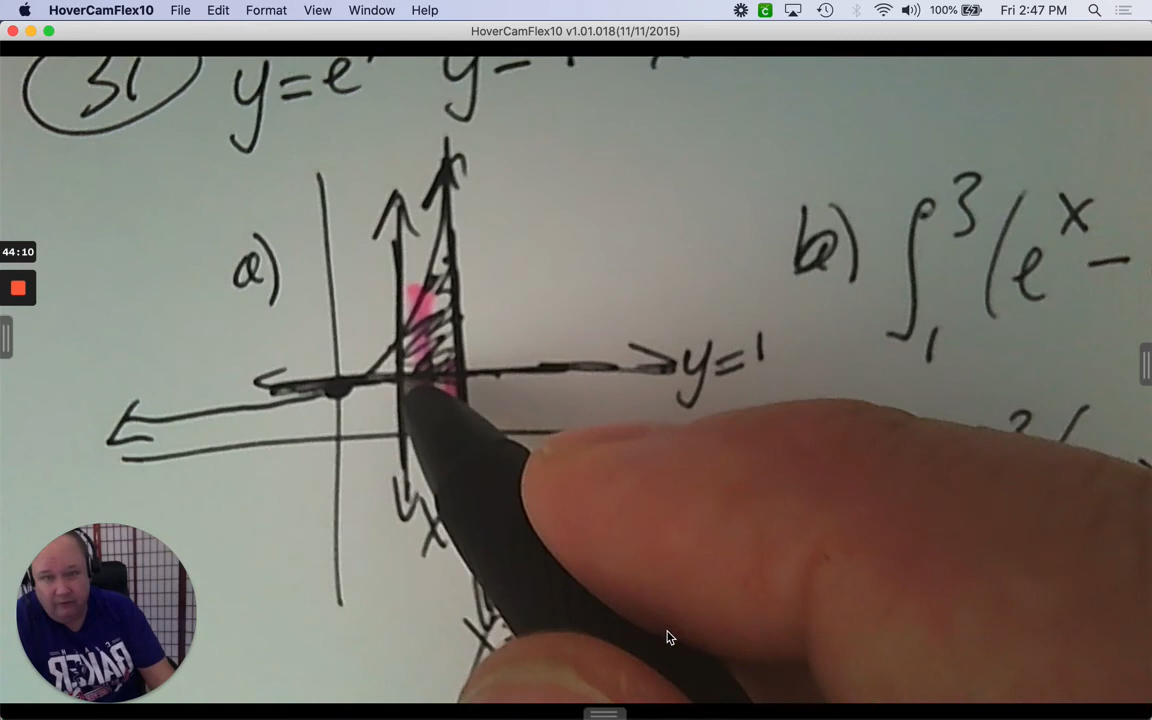 HoverCamFlex10 File Edit Format View Window Help 100% Fri 2:47 PM
HoverCamFlex10 v1.01.018(11/11/2015)
31 y=e y=1
44:10
a)
b) ∫₁³(eˣ-
y=1
x
x